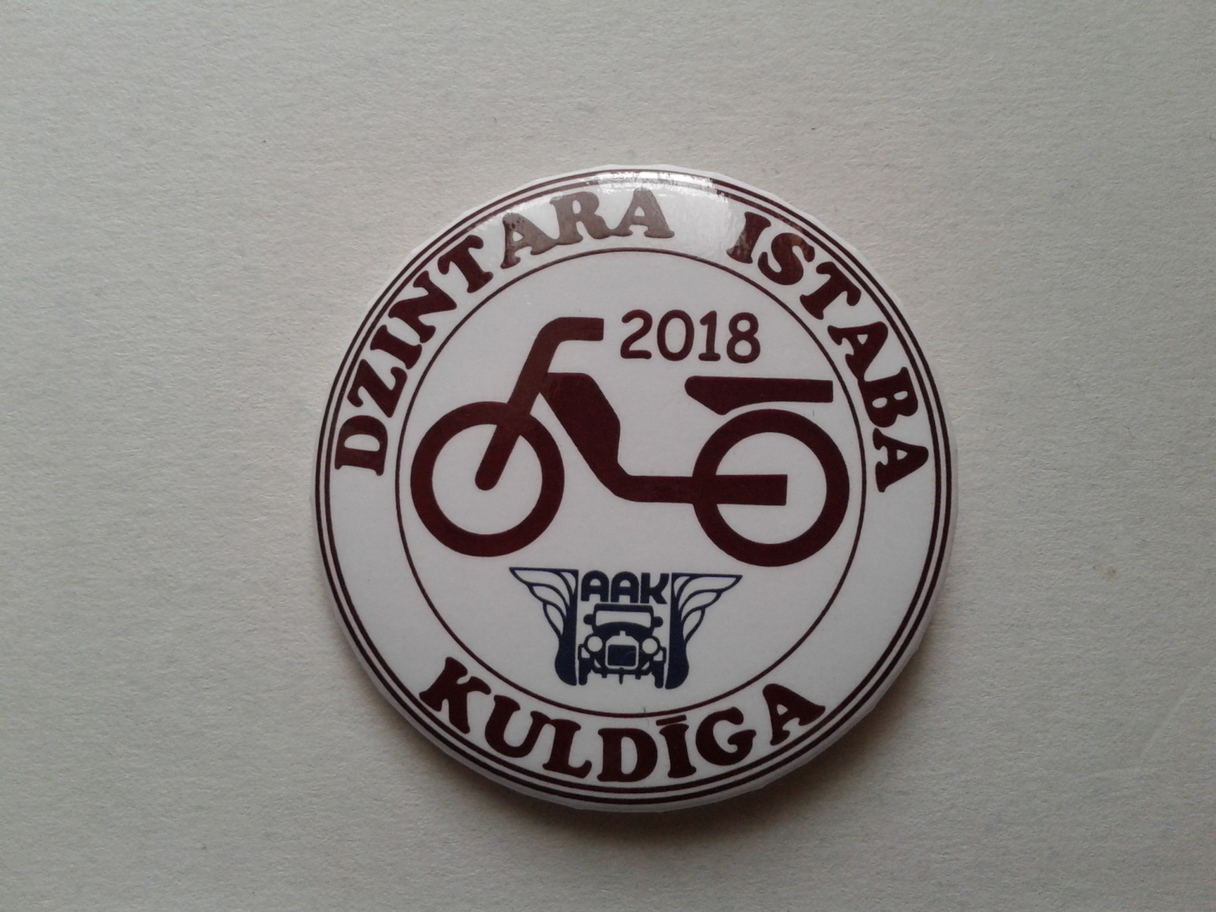 DZINTARA ISTABA
2018
AAK
KULDĪGA